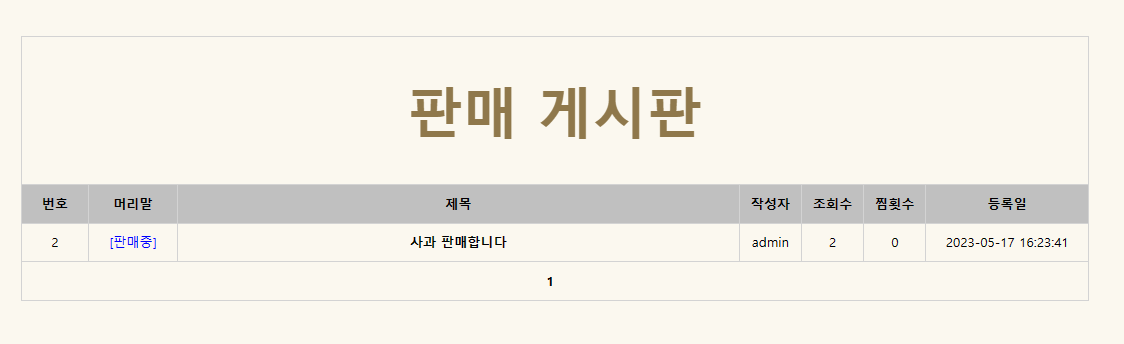 판매 게시판
번호 머리말 제목 작성자 조회수 찜횟수 등록일
2 [판매중] 사과 판매합니다 admin 2 0 2023-05-17 16:23:41
1